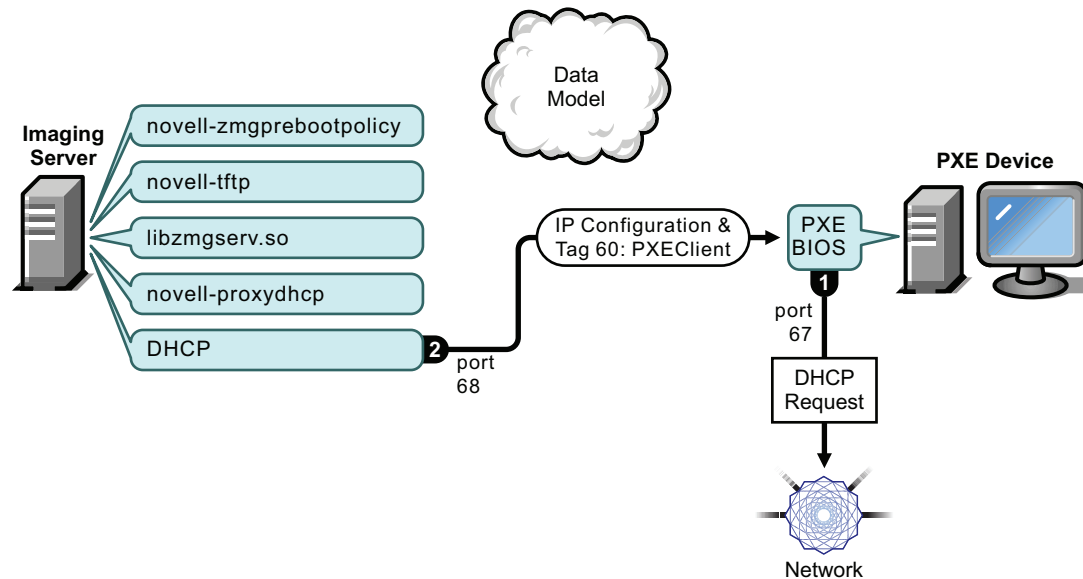 Data
Model
Imaging
Server
novell-zmgprebootpolicy
novell-tftp
libzmgserv.so
novell-proxydhcp
DHCP
2
port
68
IP Configuration &
Tag 60: PXEClient
PXE
BIOS
1
port
67
PXE Device
DHCP
Request
Network